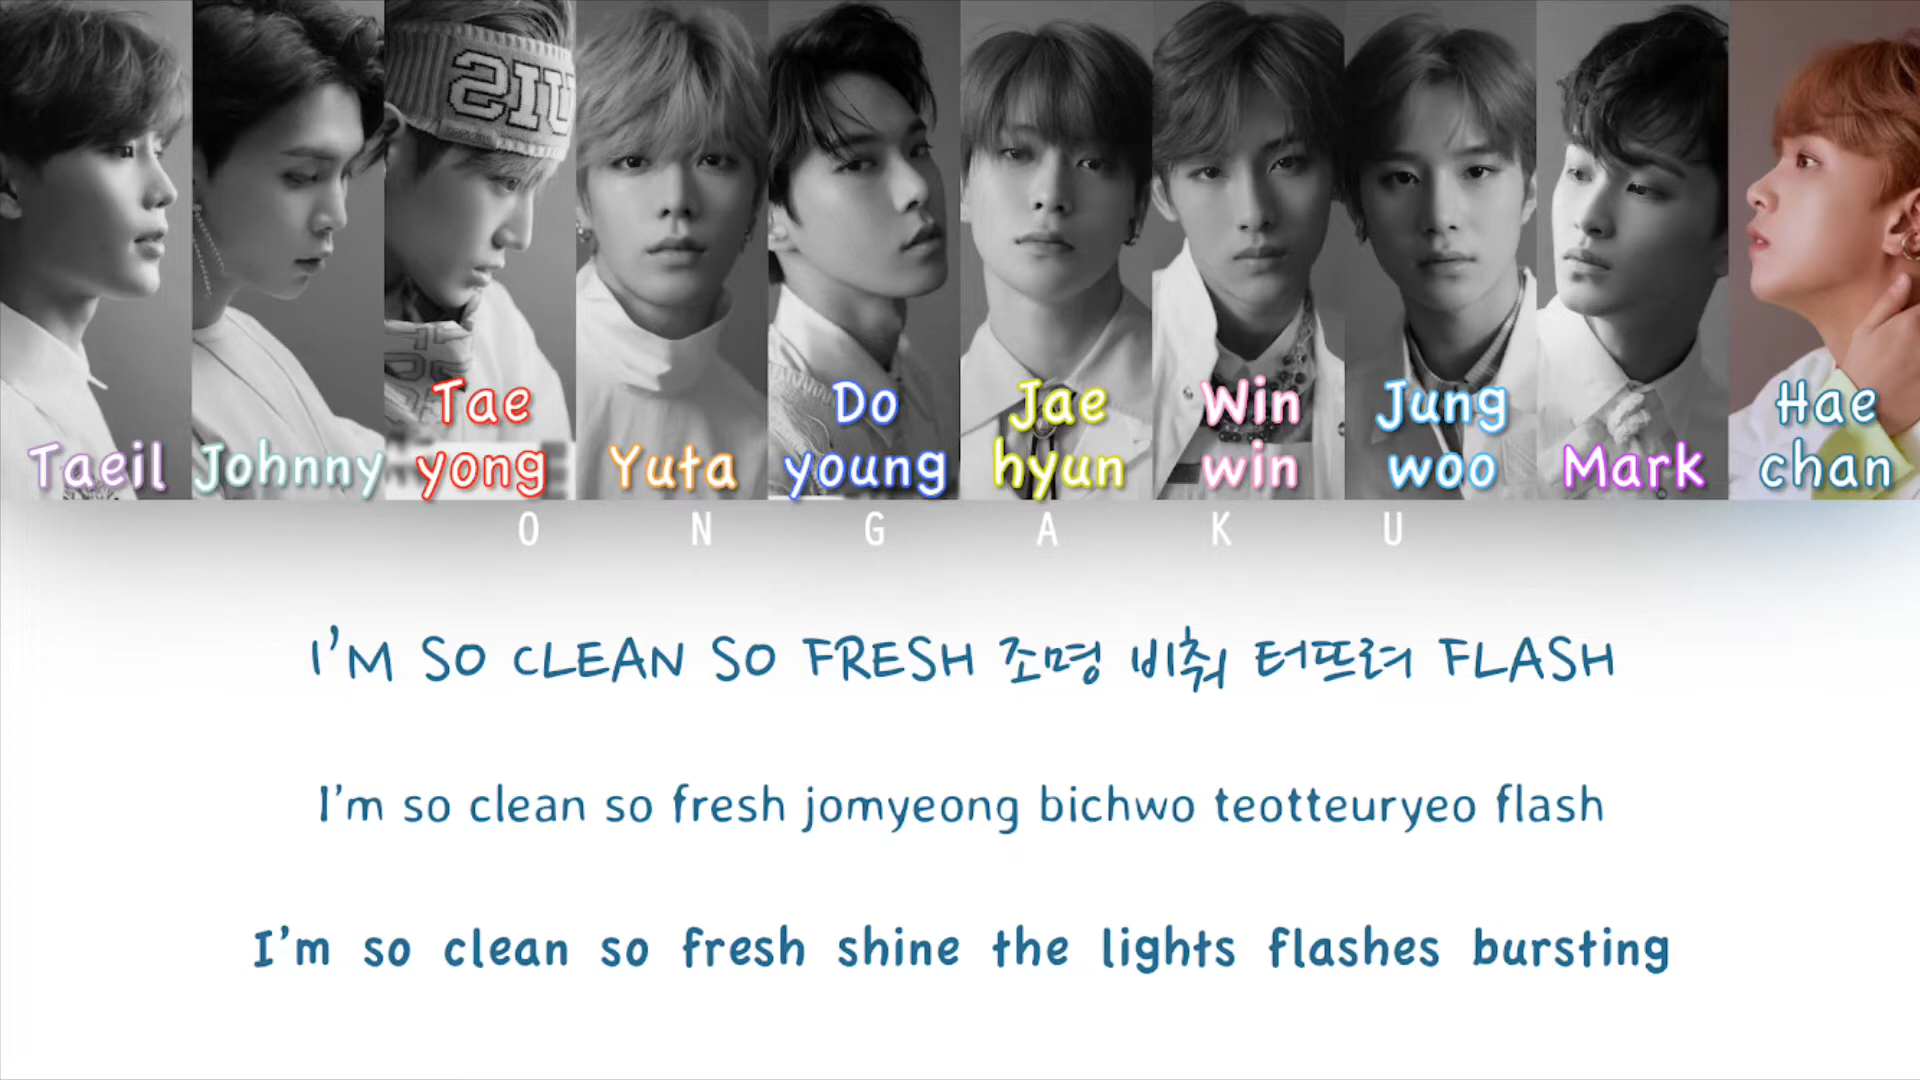 SIU
Taeil
Johnny
Tae
yong
Yuta
Do
young
Jae
hyun
Win
win
Jung
woo
Mark
Hae
chan
O N G A K U
I'M SO CLEAN SO FRESH 조명 비춰 터뜨려 FLASH
I'm so clean so fresh jomyeong bichwo teotteuryeo flash
I'm so clean so fresh shine the lights flashes bursting